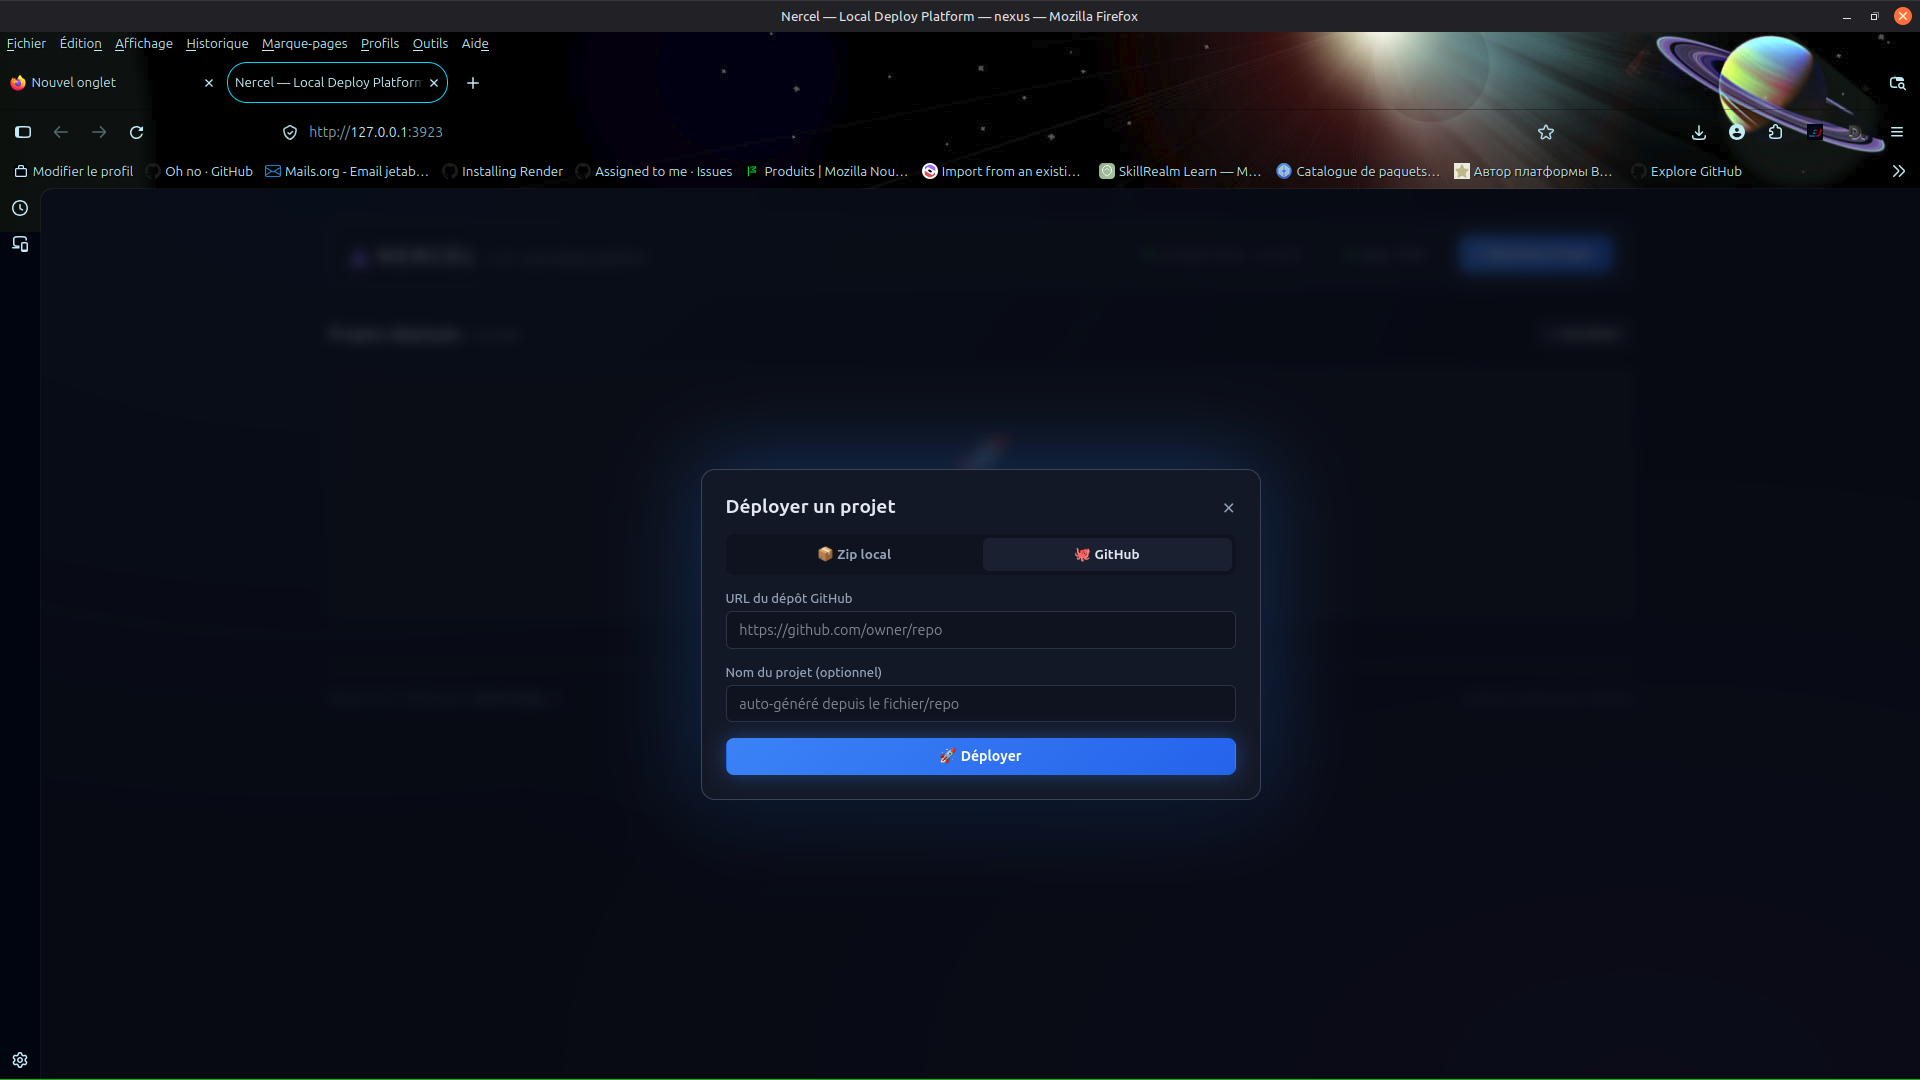 Nercel — Local Deploy Platform — nexus — Mozilla Firefox
Fichier Édition Affichage Historique Marque-pages Profils Outils Aide
Nouvel onglet
Nercel — Local Deploy Platform
http://127.0.0.1:3923
Modifier le profil Oh no · GitHub Mails.org - Email jetab… Installing Render Assigned to me · Issues Produits | Mozilla Nou… Import from an existi… SkillRealm Learn — M… Catalogue de paquets… Автор платформы B… Explore GitHub
NERCEL
Déployer un projet
Zip local
GitHub
URL du dépôt GitHub
https://github.com/owner/repo
Nom du projet (optionnel)
auto-généré depuis le fichier/repo
Déployer